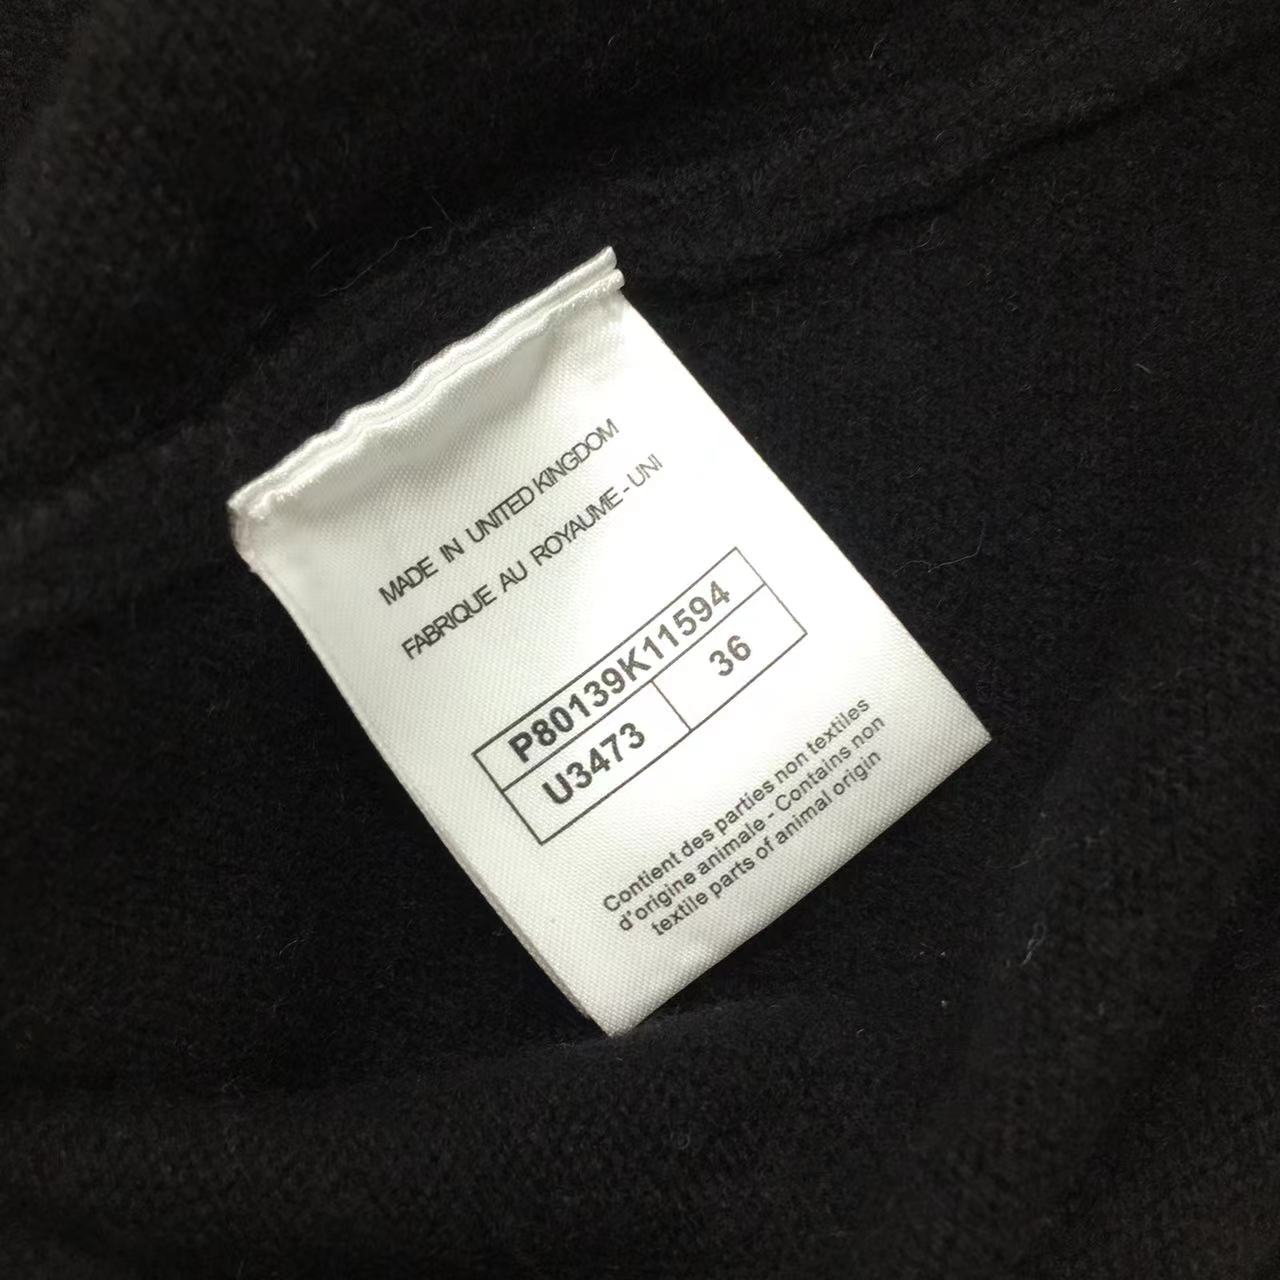 MADE IN UNITED KINGDOM
FABRIQUE AU ROYAUME - UNI
P80139K11594
U3473 36
Contient des parties non textiles
d'origine animale - Contains non
textile parts of animal origin